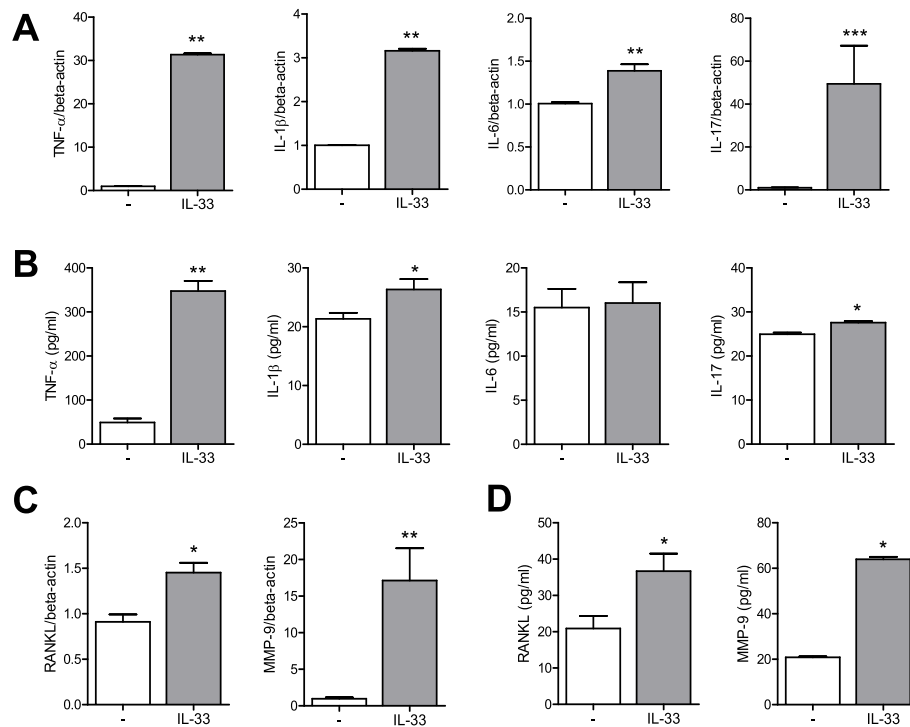 A
TNF-α/beta-actin
40
30
20
10
0
**
- IL-33
IL-1β/beta-actin
4
3
2
1
0
**
- IL-33
IL-6/beta-actin
2.0
1.5
1.0
0.5
0.0
**
- IL-33
IL-17/beta-actin
80
60
40
20
0
***
- IL-33
B
TNF-α (pg/ml)
400
300
200
100
0
**
- IL-33
IL-1β (pg/ml)
30
20
10
0
*
- IL-33
IL-6 (pg/ml)
20
15
10
5
0
- IL-33
IL-17 (pg/ml)
40
30
20
10
0
*
- IL-33
C
RANKL/beta-actin
2.0
1.5
1.0
0.5
0.0
*
- IL-33
MMP-9/beta-actin
25
20
15
10
5
0
**
- IL-33
D
RANKL (pg/ml)
50
40
30
20
10
0
*
- IL-33
MMP-9 (pg/ml)
80
60
40
20
0
*
- IL-33